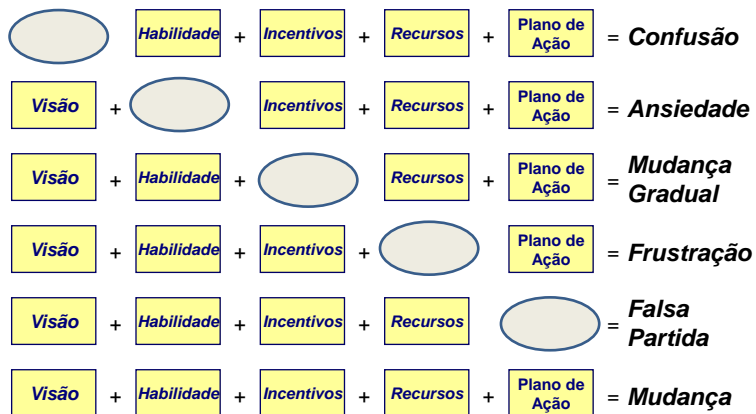 Habilidade + Incentivos + Recursos + Plano de Ação = Confusão
Visão + Incentivos + Recursos + Plano de Ação = Ansiedade
Visão + Habilidade + Recursos + Plano de Ação = Mudança Gradual
Visão + Habilidade + Incentivos + Plano de Ação = Frustração
Visão + Habilidade + Incentivos + Recursos = Falsa Partida
Visão + Habilidade + Incentivos + Recursos + Plano de Ação = Mudança